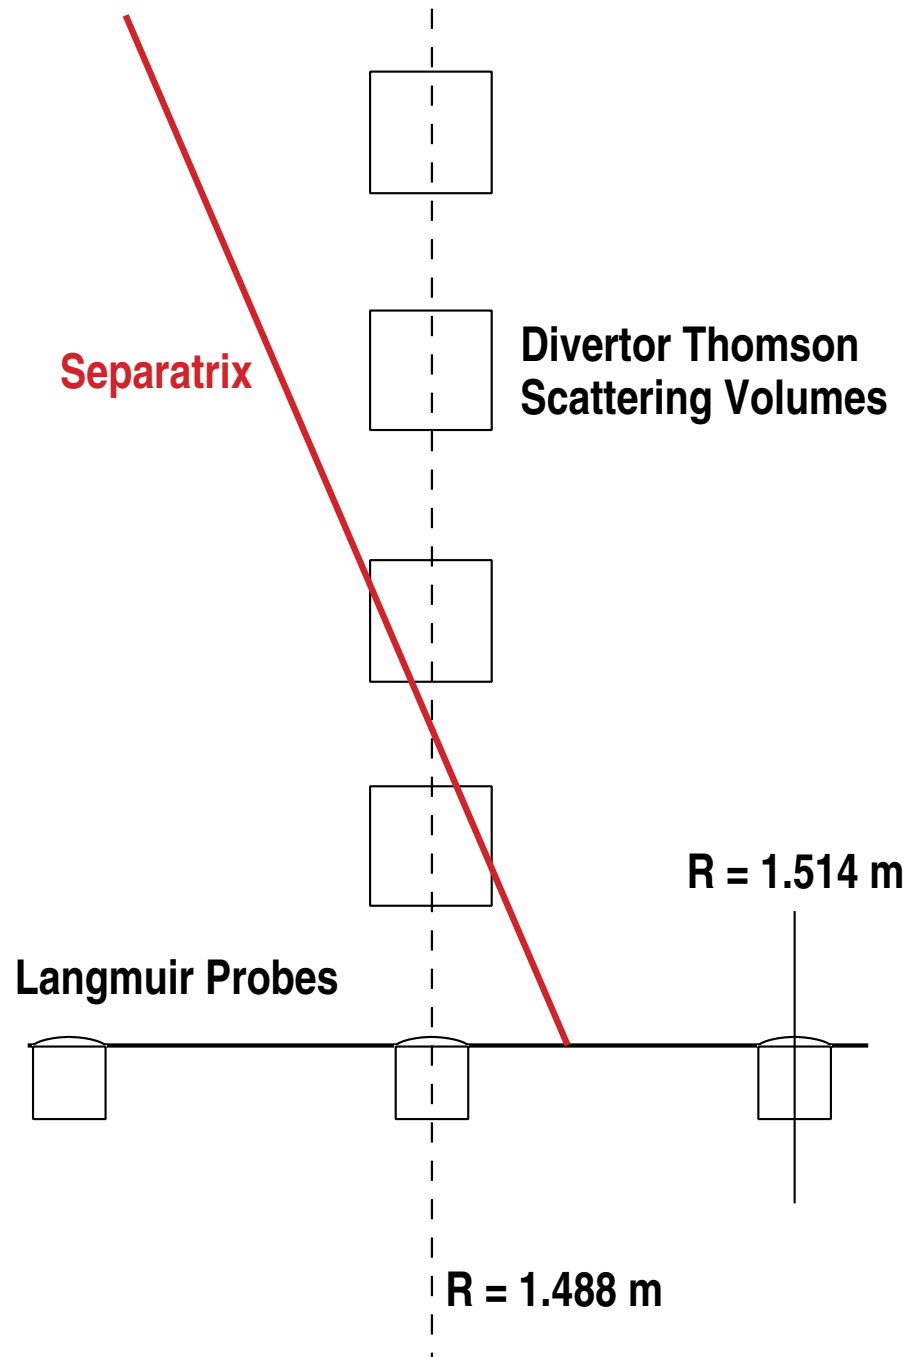 Separatrix
Divertor Thomson
Scattering Volumes
R = 1.514 m
Langmuir Probes
R = 1.488 m